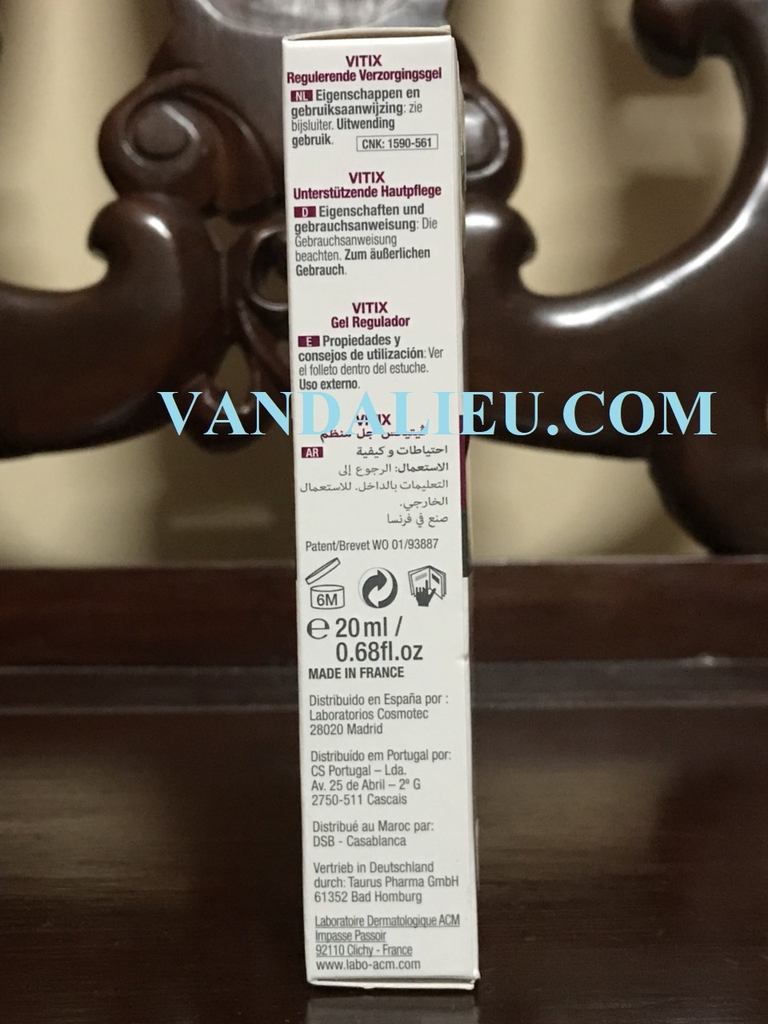 VITIX
Regulerende Verzorgingsgel
NL Eigenschappen en
gebruiksaanwijzing: zie
bijsluiter. Uitwending
gebruik. CNK: 1590-561
VITIX
Unterstützende Hautpflege
D Eigenschaften und
gebrauchsanweisung: Die
Gebrauchsanweisung
beachten. Zum äußerlichen
Gebrauch.
VITIX
Gel Regulador
E Propiedades y
consejos de utilización: Ver
el folleto dentro del estuche.
Uso externo.
VANDALIEU.COM
VITIX
جل منظم
AR احتياطات و كيفية
الاستعمال: الرجوع إلى
التعليمات بالداخل. للاستعمال
الخارجي.
صنع في فرنسا
Patent/Brevet WO 01/93887
6M
℮ 20 ml /
0.68fl.oz
MADE IN FRANCE
Distribuido en España por :
Laboratorios Cosmotec
28020 Madrid
Distribuído em Portugal por:
CS Portugal – Lda.
Av. 25 de Abril – 2º G
2750-511 Cascais
Distribué au Maroc par:
DSB - Casablanca
Vertrieb in Deutschland
durch: Taurus Pharma GmbH
61352 Bad Homburg
Laboratoire Dermatologique ACM
Impasse Passoir
92110 Clichy - France
www.labo-acm.com